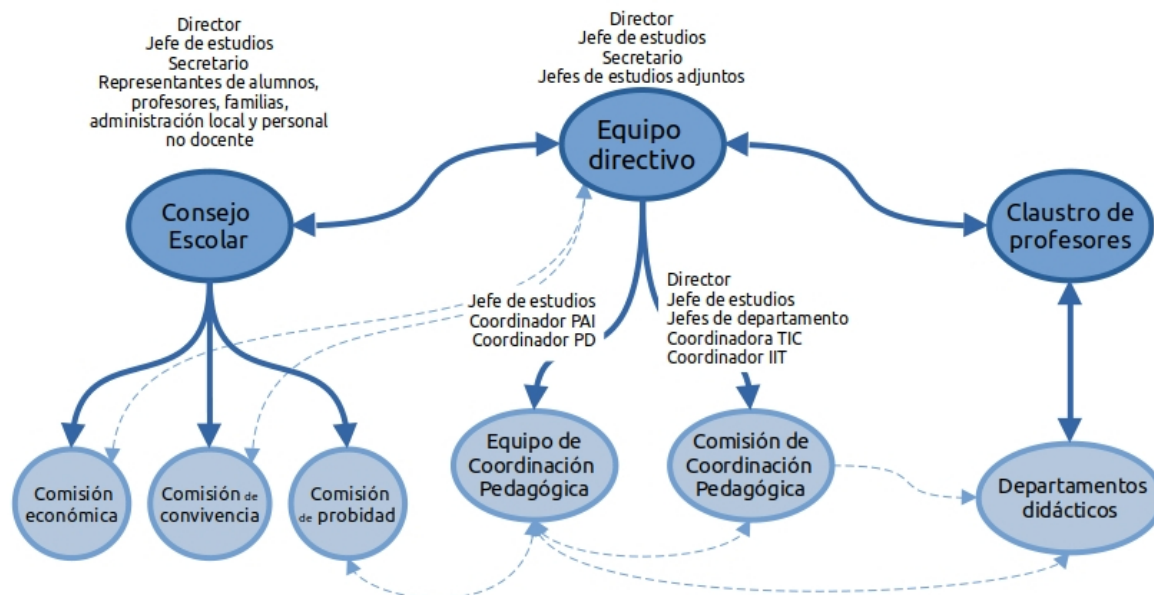 Director
Jefe de estudios
Secretario
Representantes de alumnos,
profesores, familias,
administración local y personal
no docente
Director
Jefe de estudios
Secretario
Jefes de estudios adjuntos
Equipo
directivo
Consejo
Escolar
Claustro de
profesores
Jefe de estudios
Coordinador PAI
Coordinador PD
Director
Jefe de estudios
Jefes de departamento
Coordinadora TIC
Coordinador IIT
Comisión
económica
Comisión de
convivencia
Comisión
de probidad
Equipo de
Coordinación
Pedagógica
Comisión de
Coordinación
Pedagógica
Departamentos
didácticos